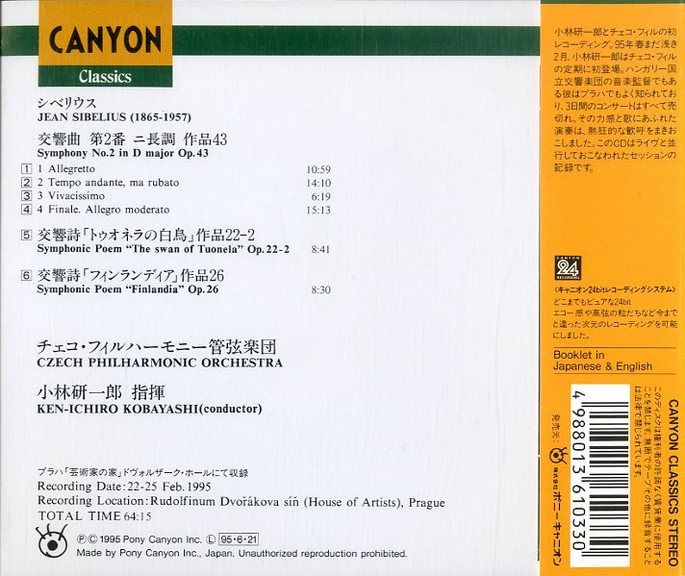 CANYON
Classics
シベリウス
JEAN SIBELIUS (1865-1957)
交響曲 第2番 ニ長調 作品43
Symphony No.2 in D major Op.43
1 1 Allegretto 10:59
2 2 Tempo andante, ma rubato 14:10
3 3 Vivacissimo 6:19
4 4 Finale. Allegro moderato 15:13
5 交響詩「トゥオネラの白鳥」作品22-2
Symphonic Poem “The swan of Tuonela” Op.22-2 8:41
6 交響詩「フィンランディア」作品26
Symphonic Poem “Finlandia” Op.26 8:30
チェコ・フィルハーモニー管弦楽団
CZECH PHILHARMONIC ORCHESTRA
小林研一郎 指揮
KEN-ICHIRO KOBAYASHI(conductor)
プラハ「芸術家の家」ドヴォルザーク・ホールにて収録
Recording Date:22-25 Feb.1995
Recording Location:Rudolfinum Dvořákova síň (House of Artists), Prague
TOTAL TIME 64:15
Ⓟ©1995 Pony Canyon Inc. Ⓛ 95·6·21
Made by Pony Canyon Inc., Japan. Unauthorized reproduction prohibited.
小林研一郎とチェコ・フィルの初
レコーディング。95年春まだ浅き
2月、小林研一郎はチェコ・フィル
の定期に初登場。ハンガリー国
立交響楽団の音楽監督でもあ
る彼はプラハでもよく知られてお
り、3日間のコンサートはすべて売
切れ。その力感と歌にあふれた
演奏は、熱狂的な歓呼をまきお
こしました。このCDはライヴと並
行しておこなわれたセッションの
記録です。
CANYON
24
RECORDING
〈キャニオン24bitレコーディングシステム〉
どこまでもピュアな24bit
エコー感や高弦の粒だちなど今まで
と違った次元のレコーディングを可能
にしました。
Booklet in
Japanese & English
CANYON CLASSICS STEREO
このディスクは権利者の許諾なく賃貸業に使用する
ことを禁じます。無断でテープその他に録音すること
は法律で禁じられています。
4988013610330
発売元:
株式会社ポニーキャニオン